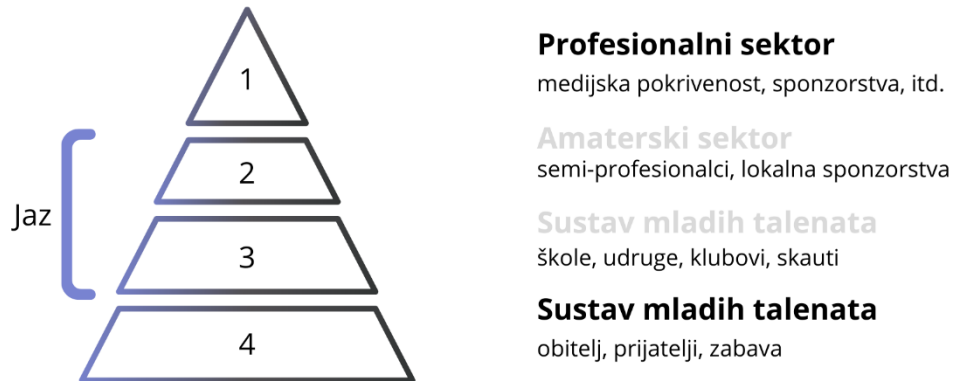 1
Profesionalni sektor
medijska pokrivenost, sponzorstva, itd.
Jaz
2
Amaterski sektor
semi-profesionalci, lokalna sponzorstva
3
Sustav mladih talenata
škole, udruge, klubovi, skauti
4
Sustav mladih talenata
obitelj, prijatelji, zabava